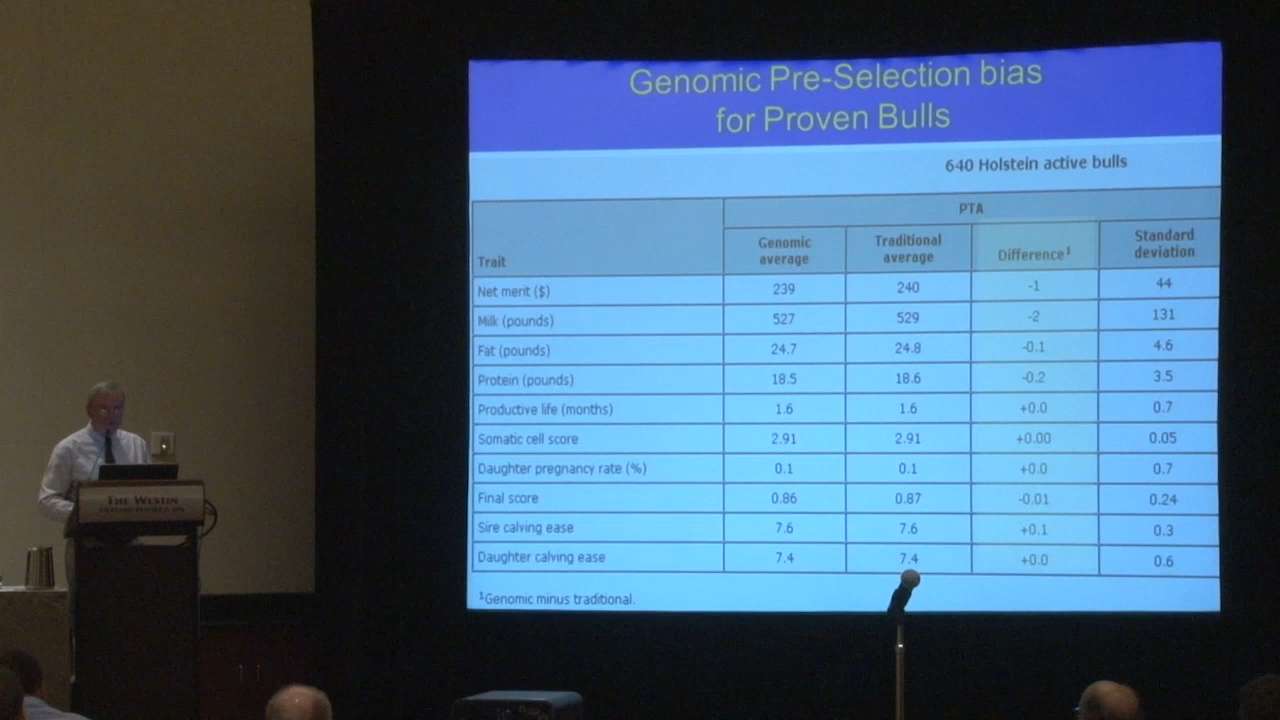 Genomic Pre-Selection bias
for Proven Bulls
640 Holstein active bulls
PTA
Trait Genomic average Traditional average Difference¹ Standard deviation
Net merit ($) 239 240 -1 44
Milk (pounds) 527 529 -2 131
Fat (pounds) 24.7 24.8 -0.1 4.6
Protein (pounds) 18.5 18.6 -0.2 3.5
Productive life (months) 1.6 1.6 +0.0 0.7
Somatic cell score 2.91 2.91 +0.00 0.05
Daughter pregnancy rate (%) 0.1 0.1 +0.0 0.7
Final score 0.86 0.87 -0.01 0.24
Sire calving ease 7.6 7.6 +0.1 0.3
Daughter calving ease 7.4 7.4 +0.0 0.6
¹Genomic minus traditional.
THE WESTIN